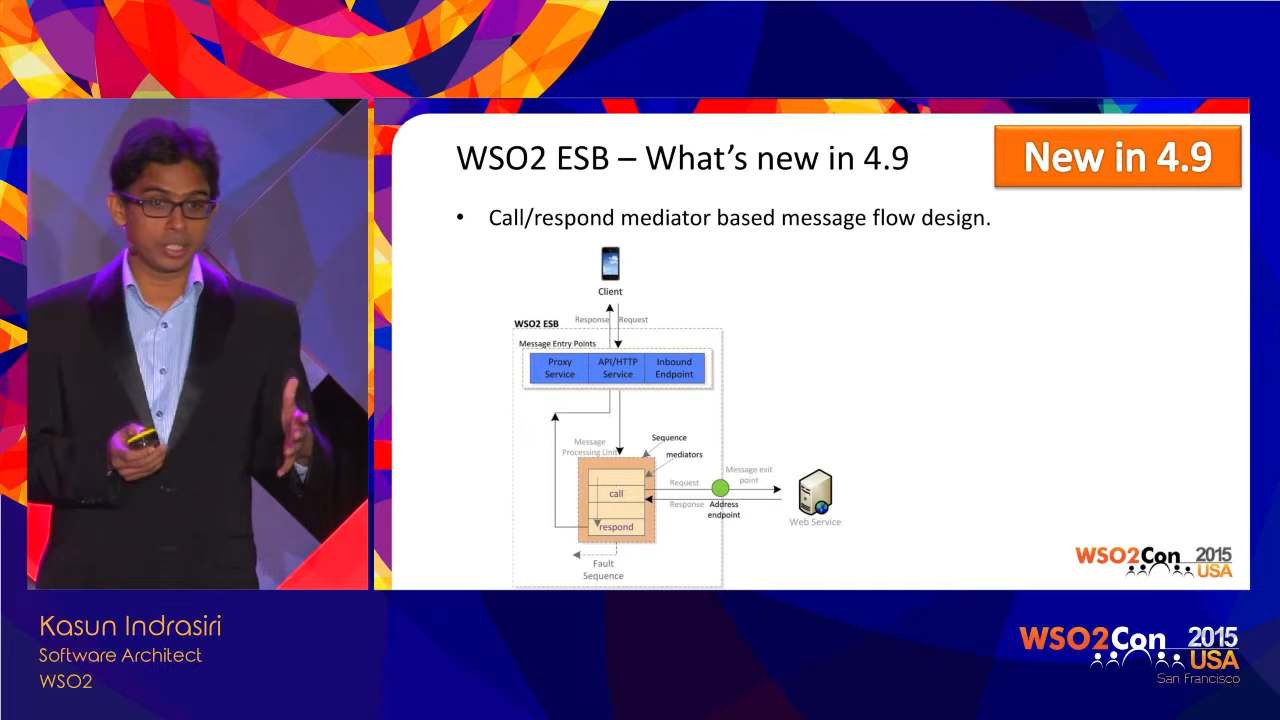 WSO2 ESB – What's new in 4.9
New in 4.9
• Call/respond mediator based message flow design.
Client
WSO2 ESB
Response
Request
Message Entry Points
Proxy
Service
API/HTTP
Service
Inbound
Endpoint
Message
Processing Unit
Sequence
mediators
call
respond
Request
Response
Message exit
point
Address
endpoint
Web Service
Fault
Sequence
WSO2Con 2015
USA
Kasun Indrasiri
Software Architect
WSO2
WSO2Con 2015
USA
San Francisco